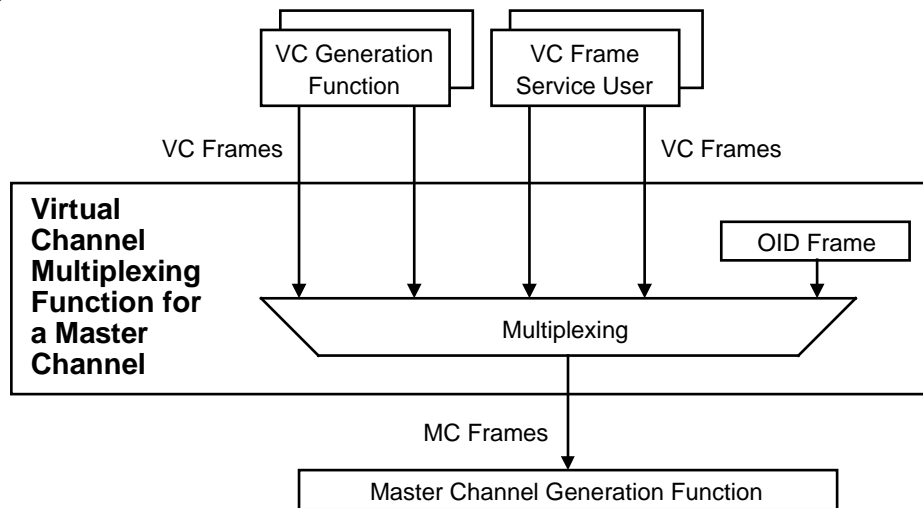 VC Generation
Function
VC Frame
Service User
VC Frames
VC Frames
Virtual
Channel
Multiplexing
Function for
a Master
Channel
OID Frame
Multiplexing
MC Frames
Master Channel Generation Function